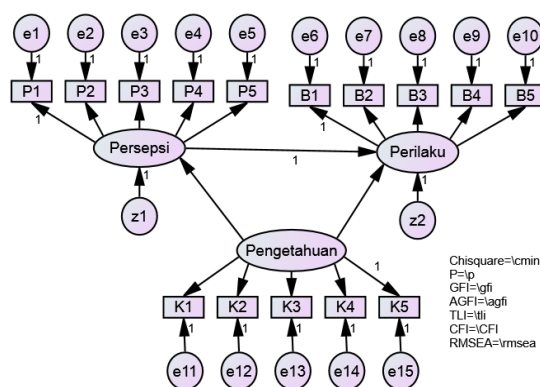 e1 e2 e3 e4 e5 e6 e7 e8 e9 e10
1 1 1 1 1 1 1 1 1 1
P1 P2 P3 P4 P5 B1 B2 B3 B4 B5
1 1
Persepsi Perilaku
1
1 1
z1 z2
Pengetahuan
1
K1 K2 K3 K4 K5
1 1 1 1 1
e11 e12 e13 e14 e15
Chisquare=\cmin
P=\p
GFI=\gfi
AGFI=\agfi
TLI=\tli
CFI=\CFI
RMSEA=\rmsea